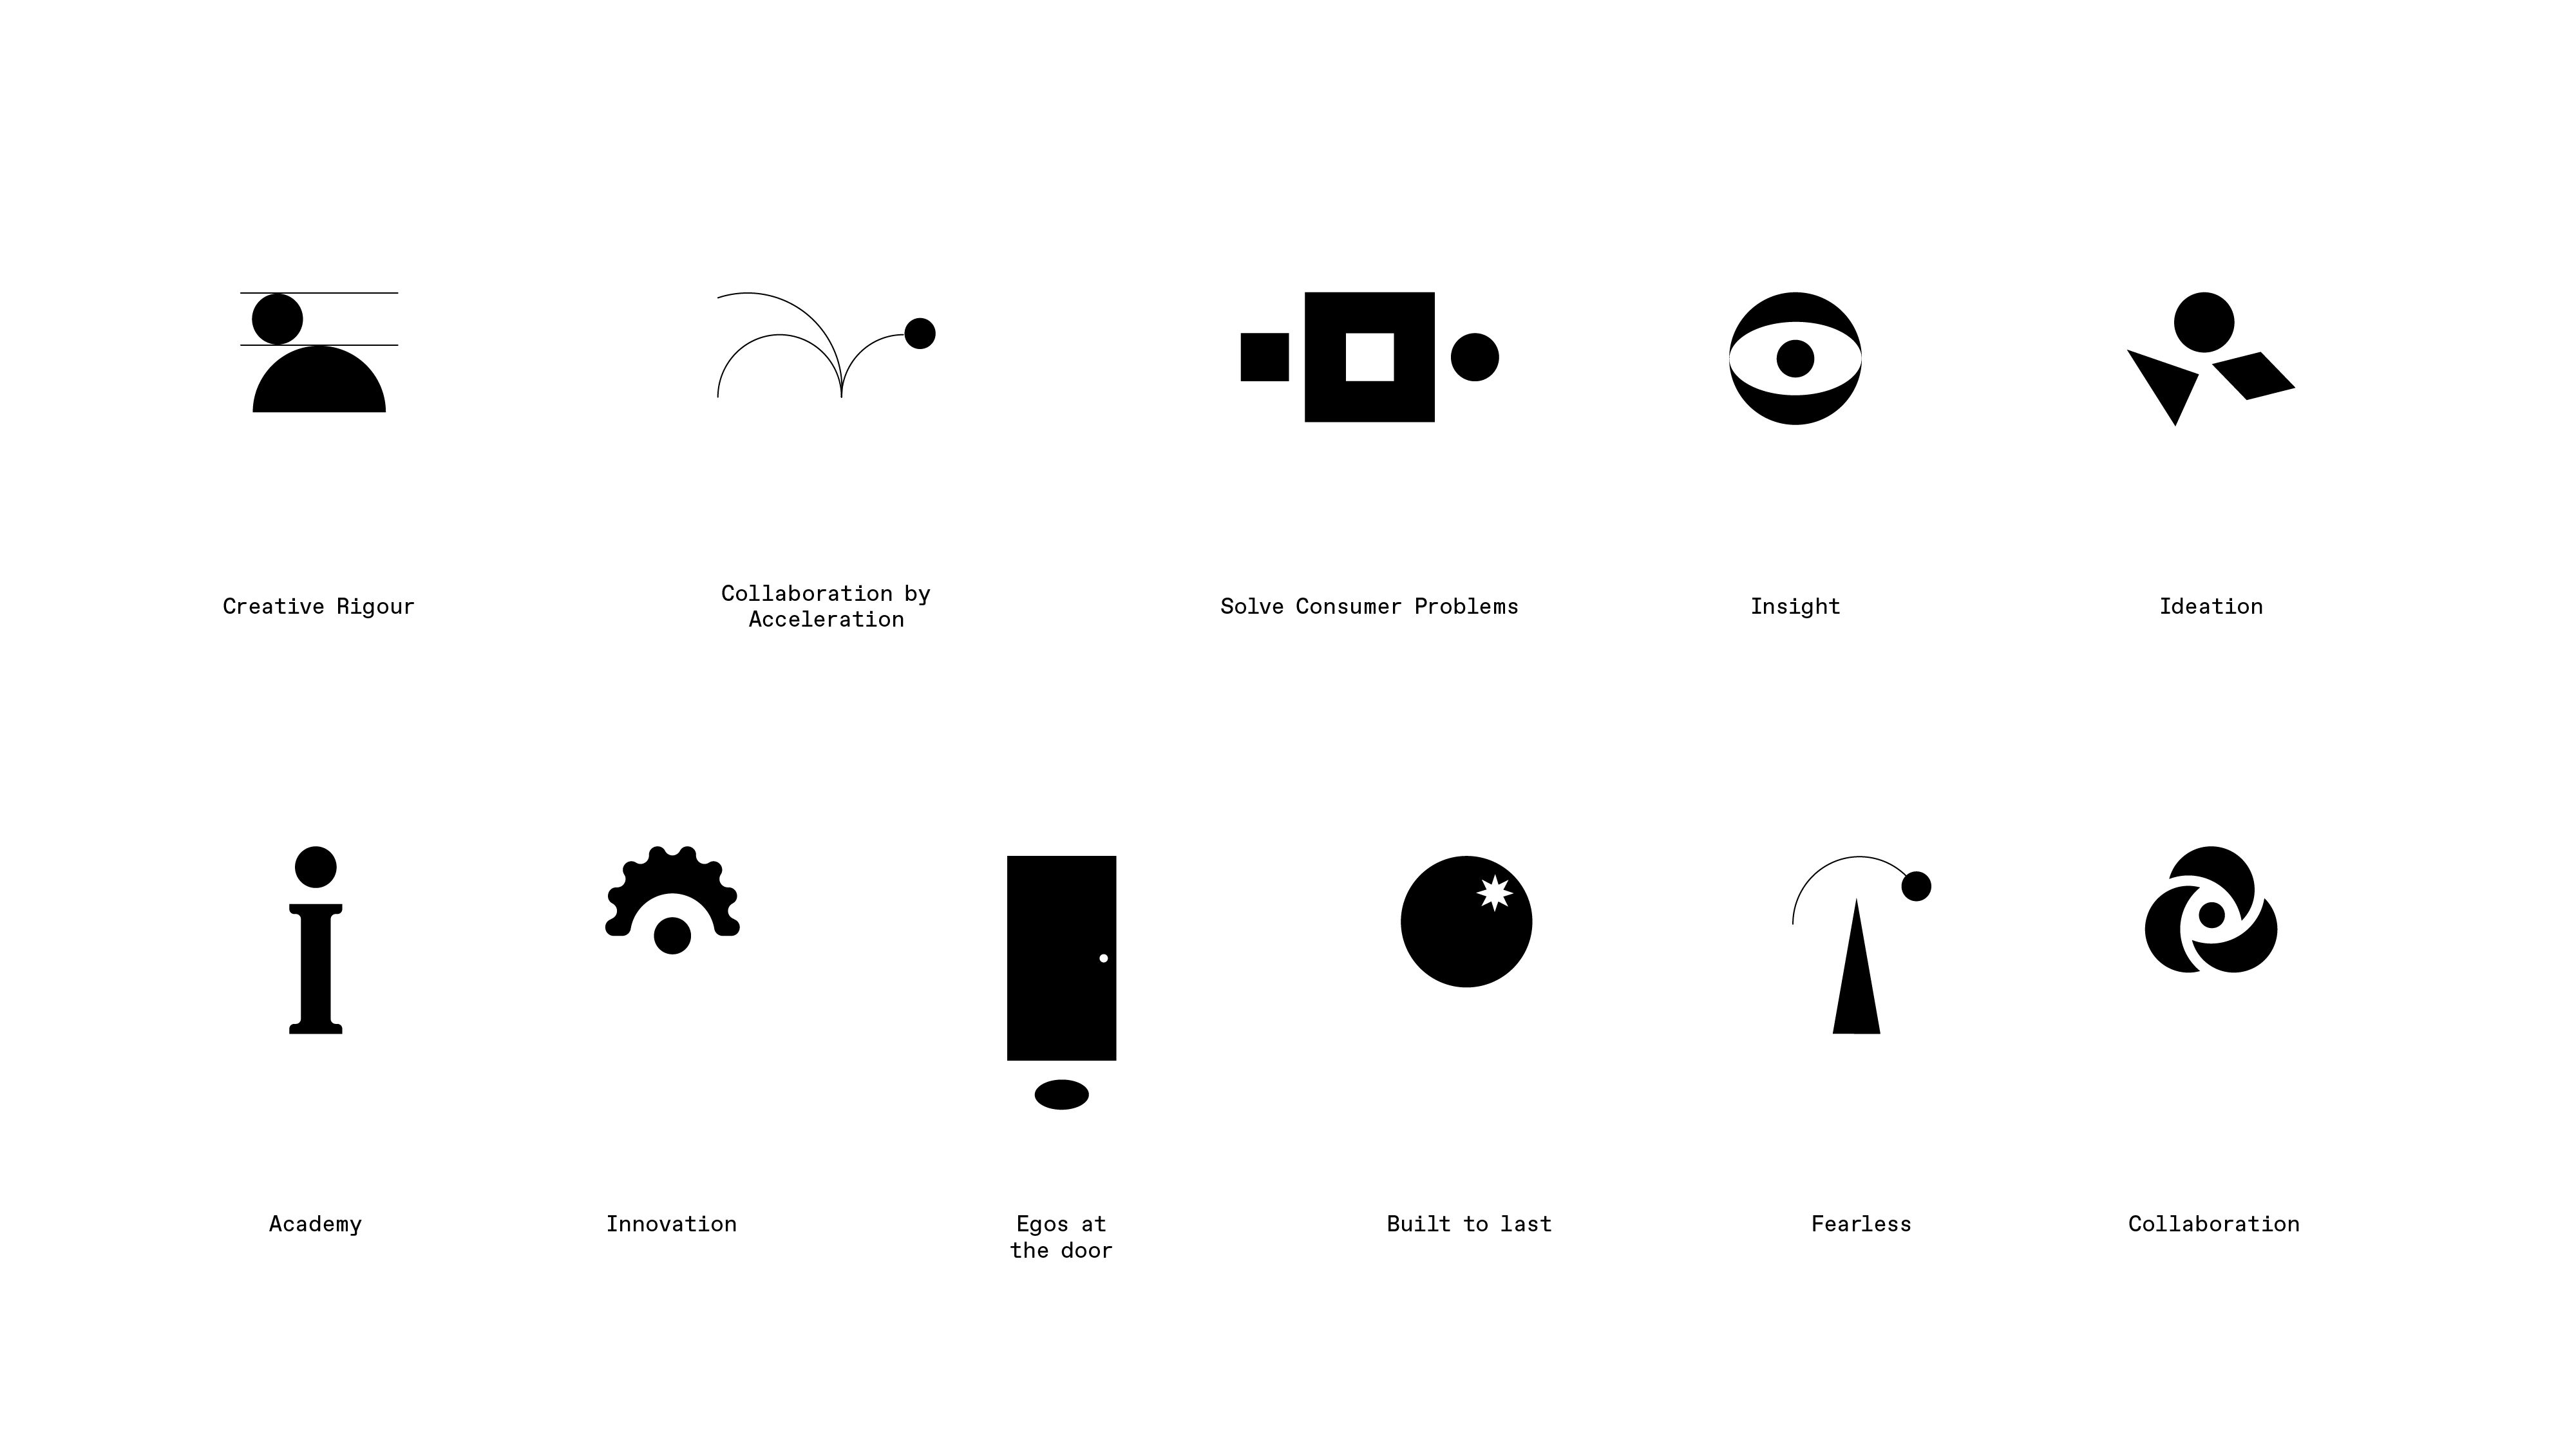 Creative Rigour
Collaboration by
Acceleration
Solve Consumer Problems
Insight
Ideation
Academy
Innovation
Egos at
the door
Built to last
Fearless
Collaboration